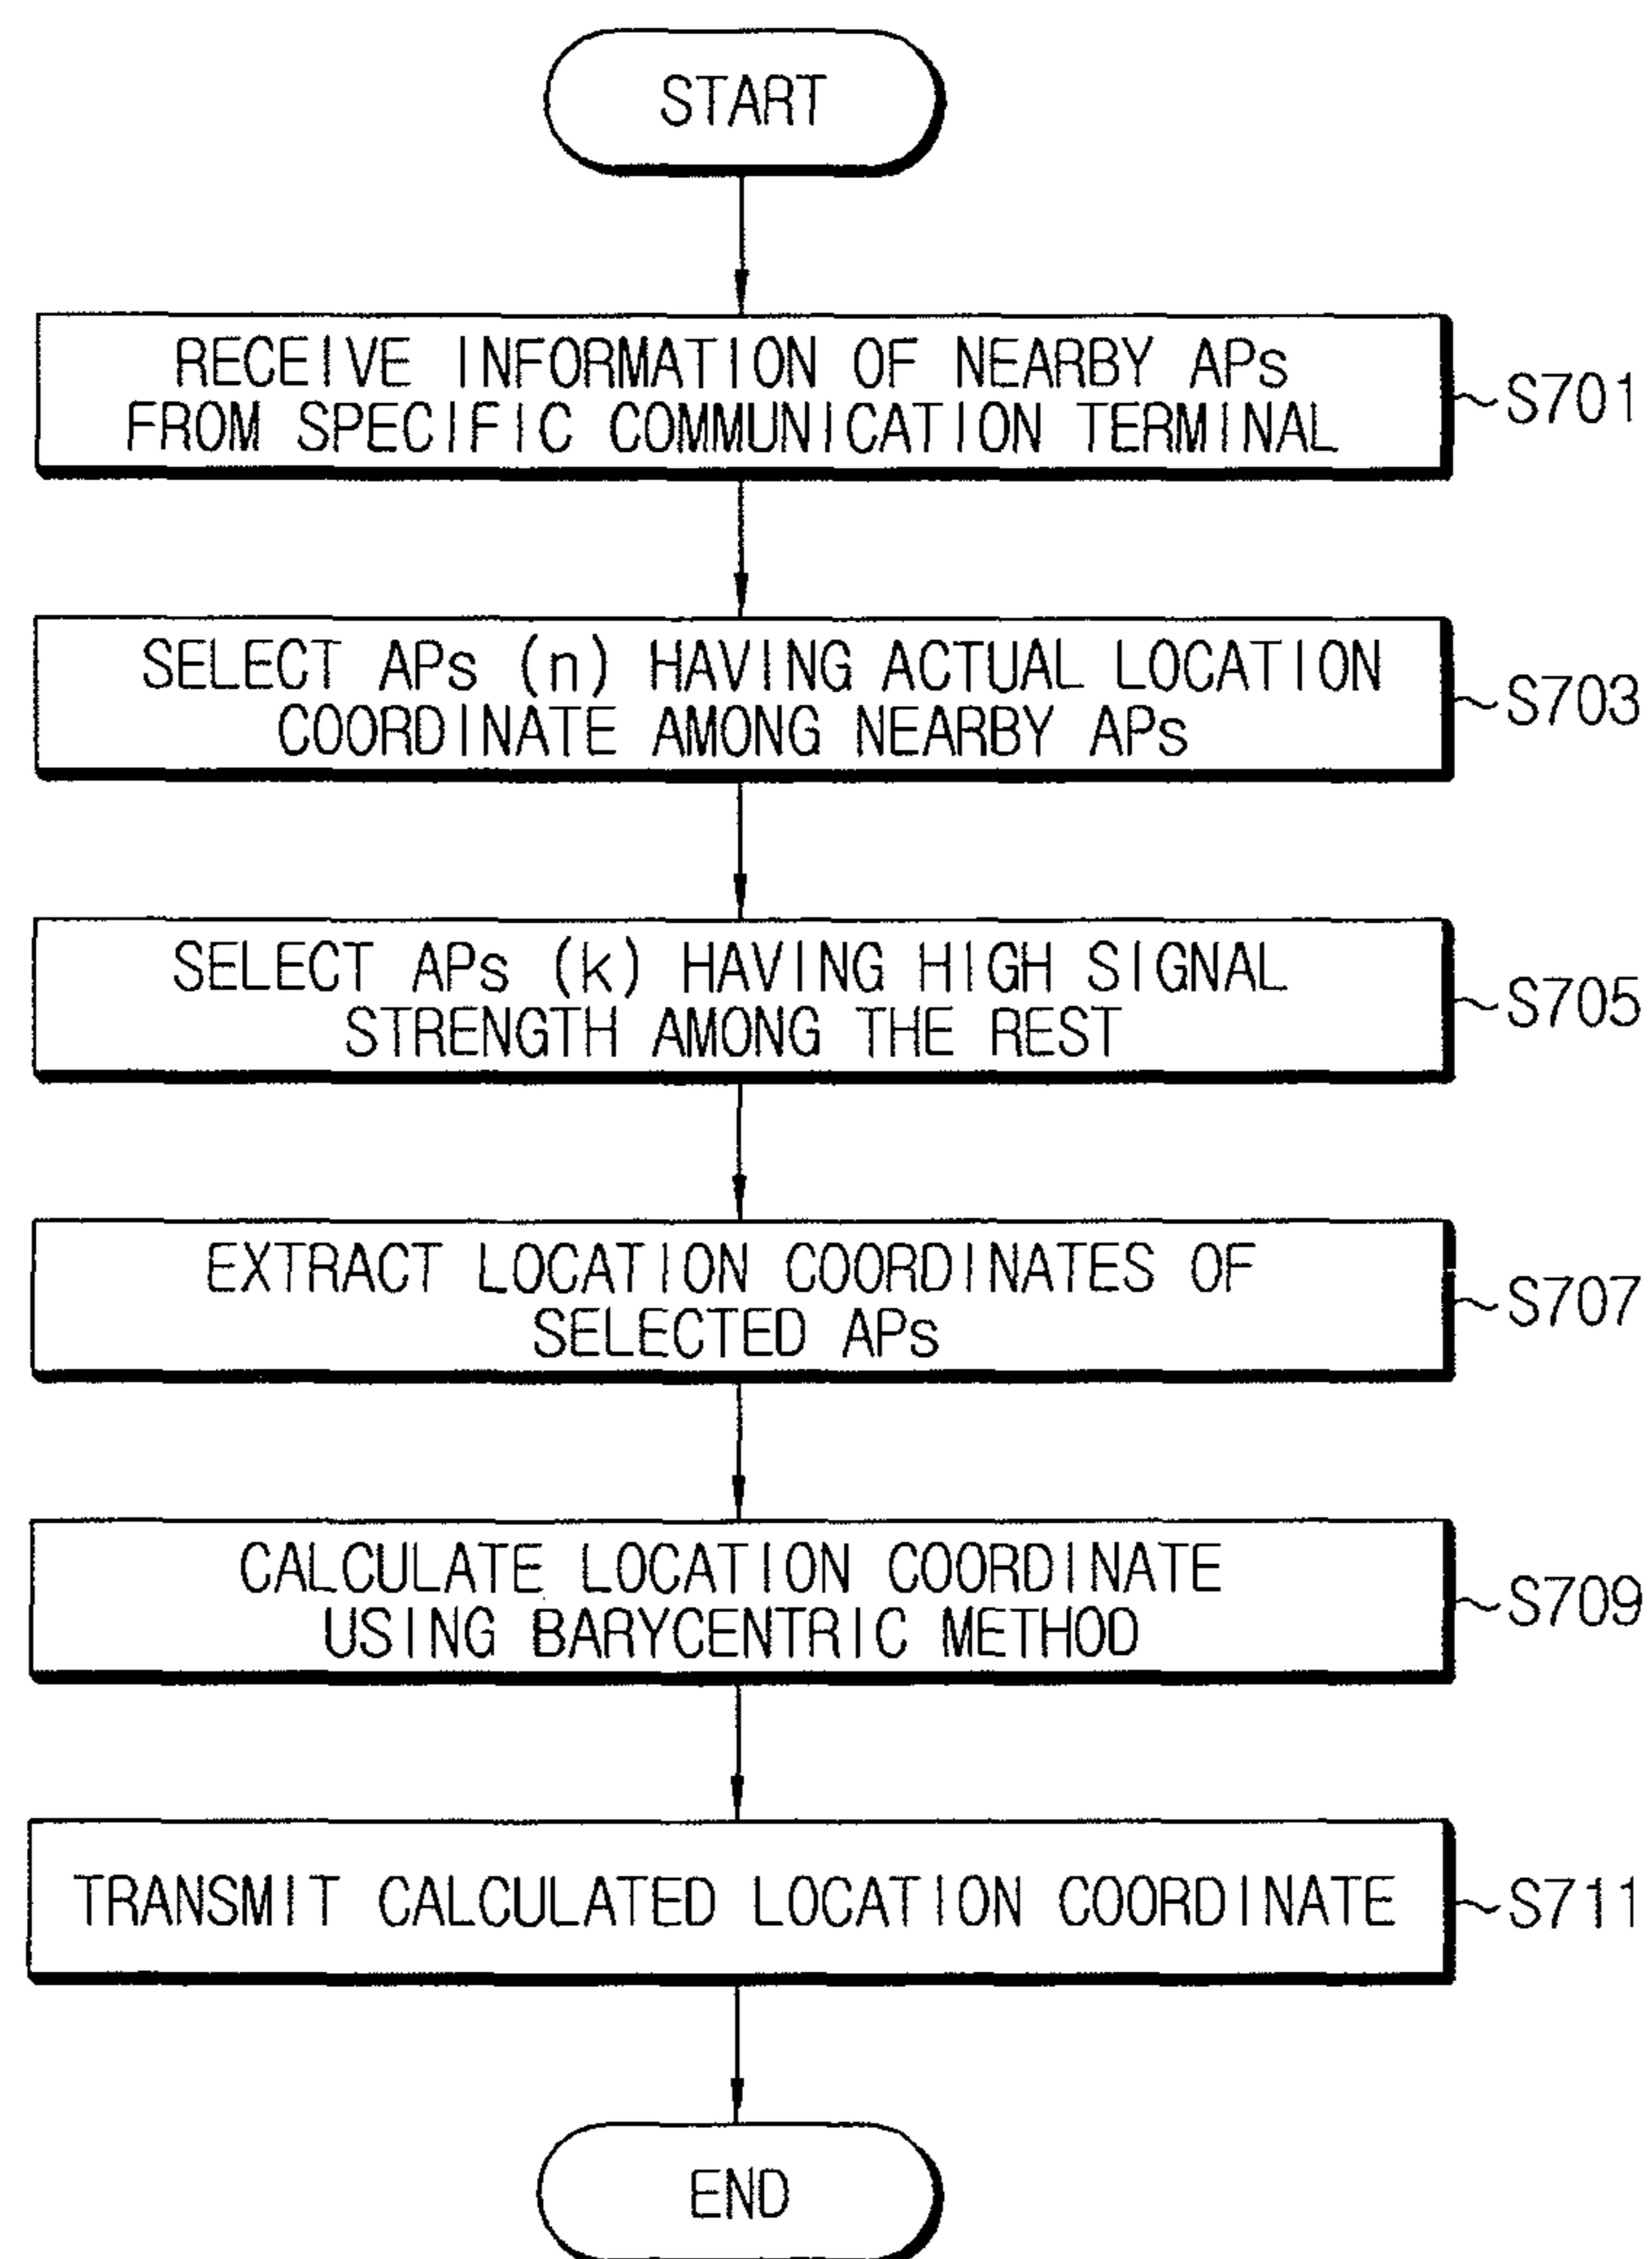 START
RECEIVE INFORMATION OF NEARBY APs
FROM SPECIFIC COMMUNICATION TERMINAL
S701
SELECT APs (n) HAVING ACTUAL LOCATION
COORDINATE AMONG NEARBY APs
S703
SELECT APs (k) HAVING HIGH SIGNAL
STRENGTH AMONG THE REST
S705
EXTRACT LOCATION COORDINATES OF
SELECTED APs
S707
CALCULATE LOCATION COORDINATE
USING BARYCENTRIC METHOD
S709
TRANSMIT CALCULATED LOCATION COORDINATE
S711
END